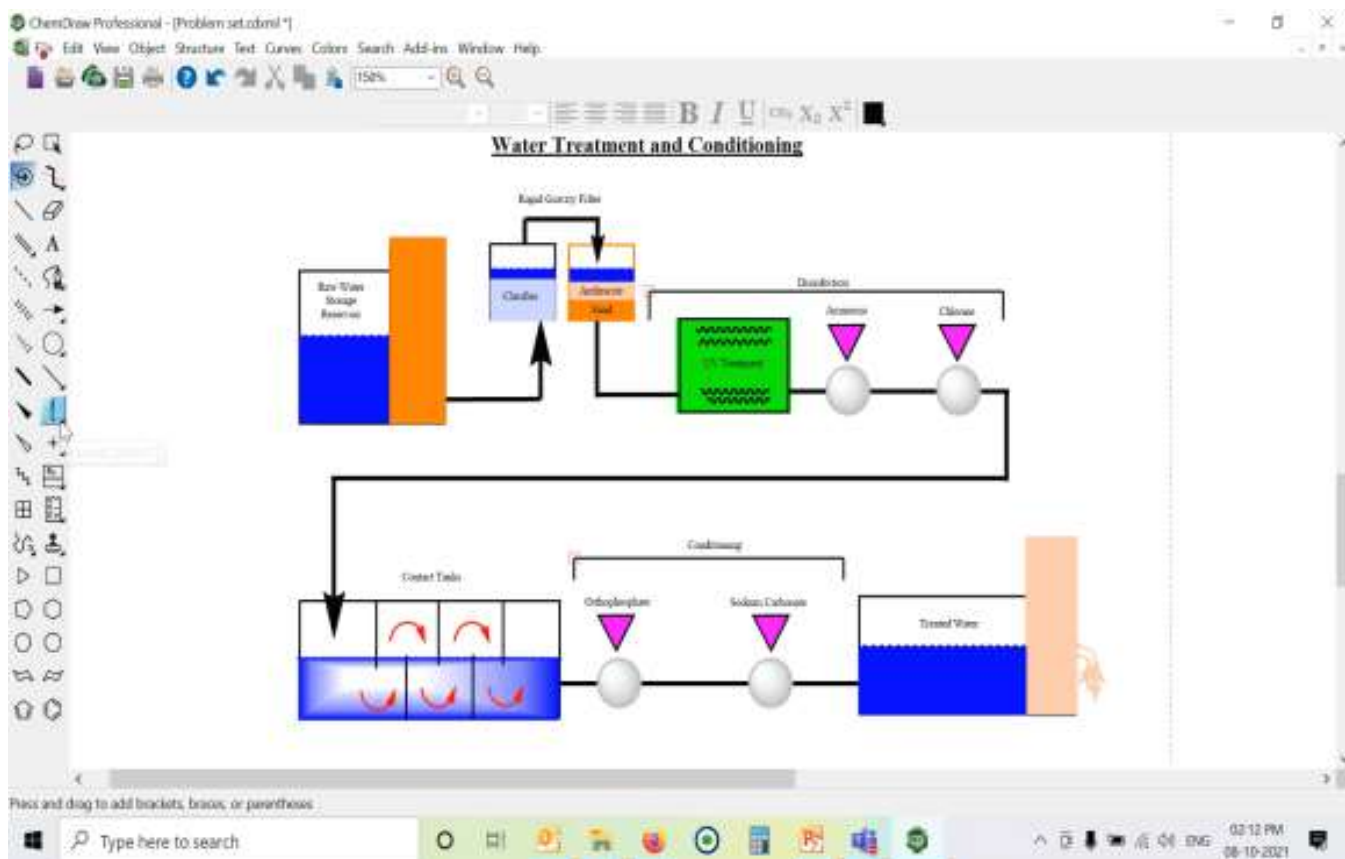 ChemDraw Professional - [Problem set.cdxml *]
Edit View Object Structure Text Curves Colors Search Add-ins Window Help
150%
B I U CH₂ X₂ X²
Water Treatment and Conditioning
Rapid Gravity Filter
Raw Water
Storage
Reservoir
Clarifier
Sand
Disinfection
Ammonia
Chlorine
UV Treatment
A
Contact Tanks
Conditioning
Orthophosphate
Sodium Carbonate
Treated Water
Press and drag to add brackets, braces, or parentheses
Type here to search
ENG
02:12 PM
08-10-2021